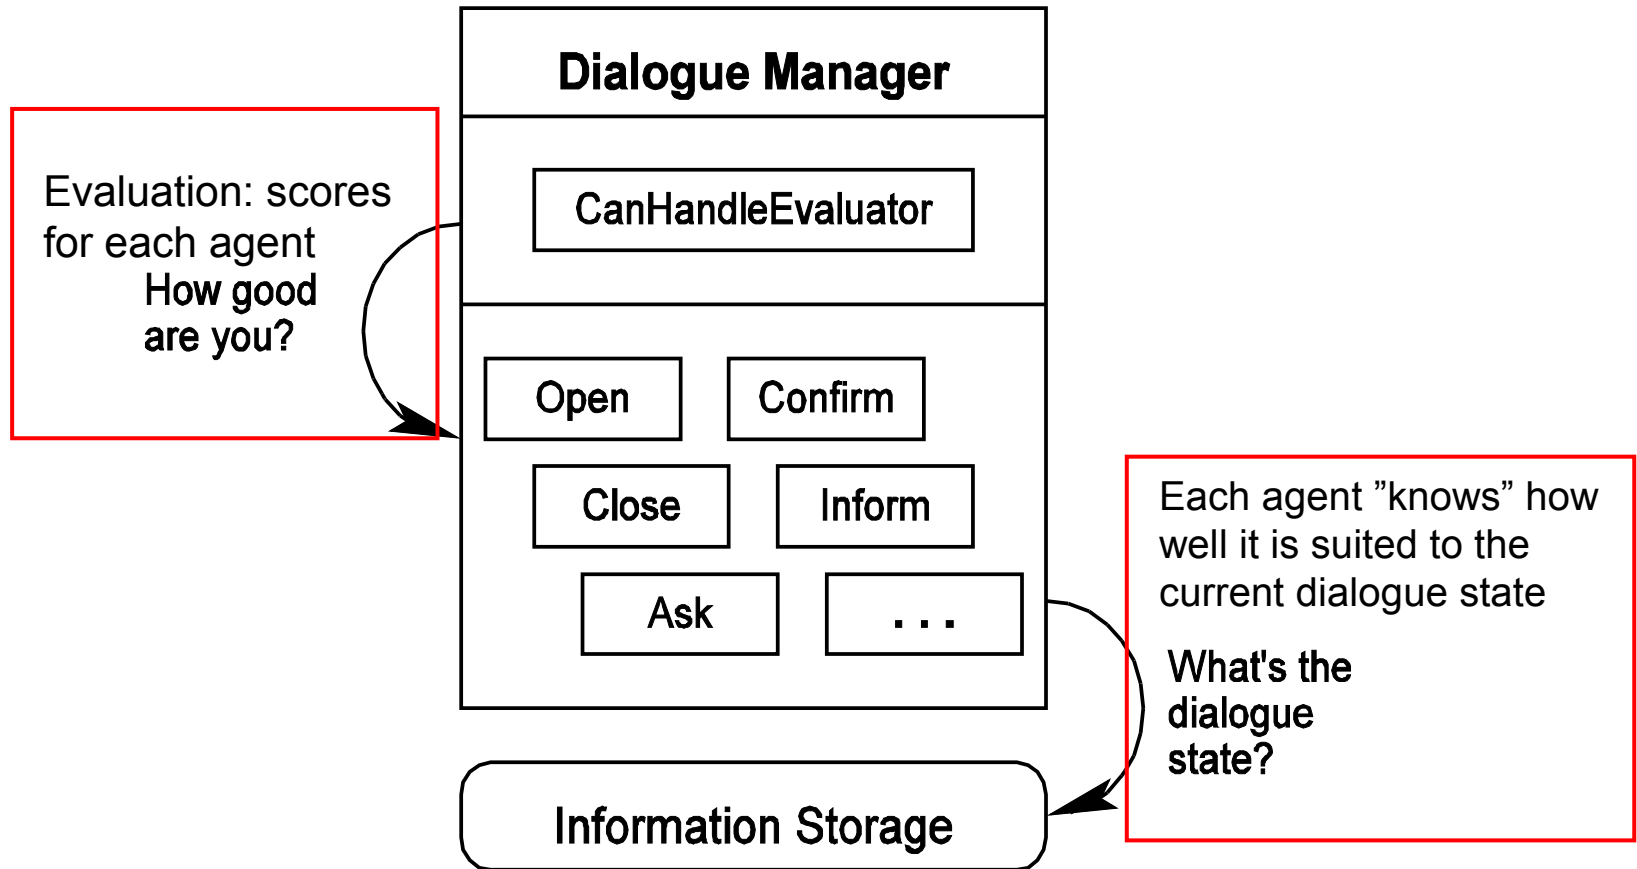 Dialogue Manager
Evaluation: scores
for each agent
How good
are you?
CanHandleEvaluator
Open
Confirm
Close
Inform
Ask
...
Each agent ”knows” how
well it is suited to the
current dialogue state
What's the
dialogue
state?
Information Storage